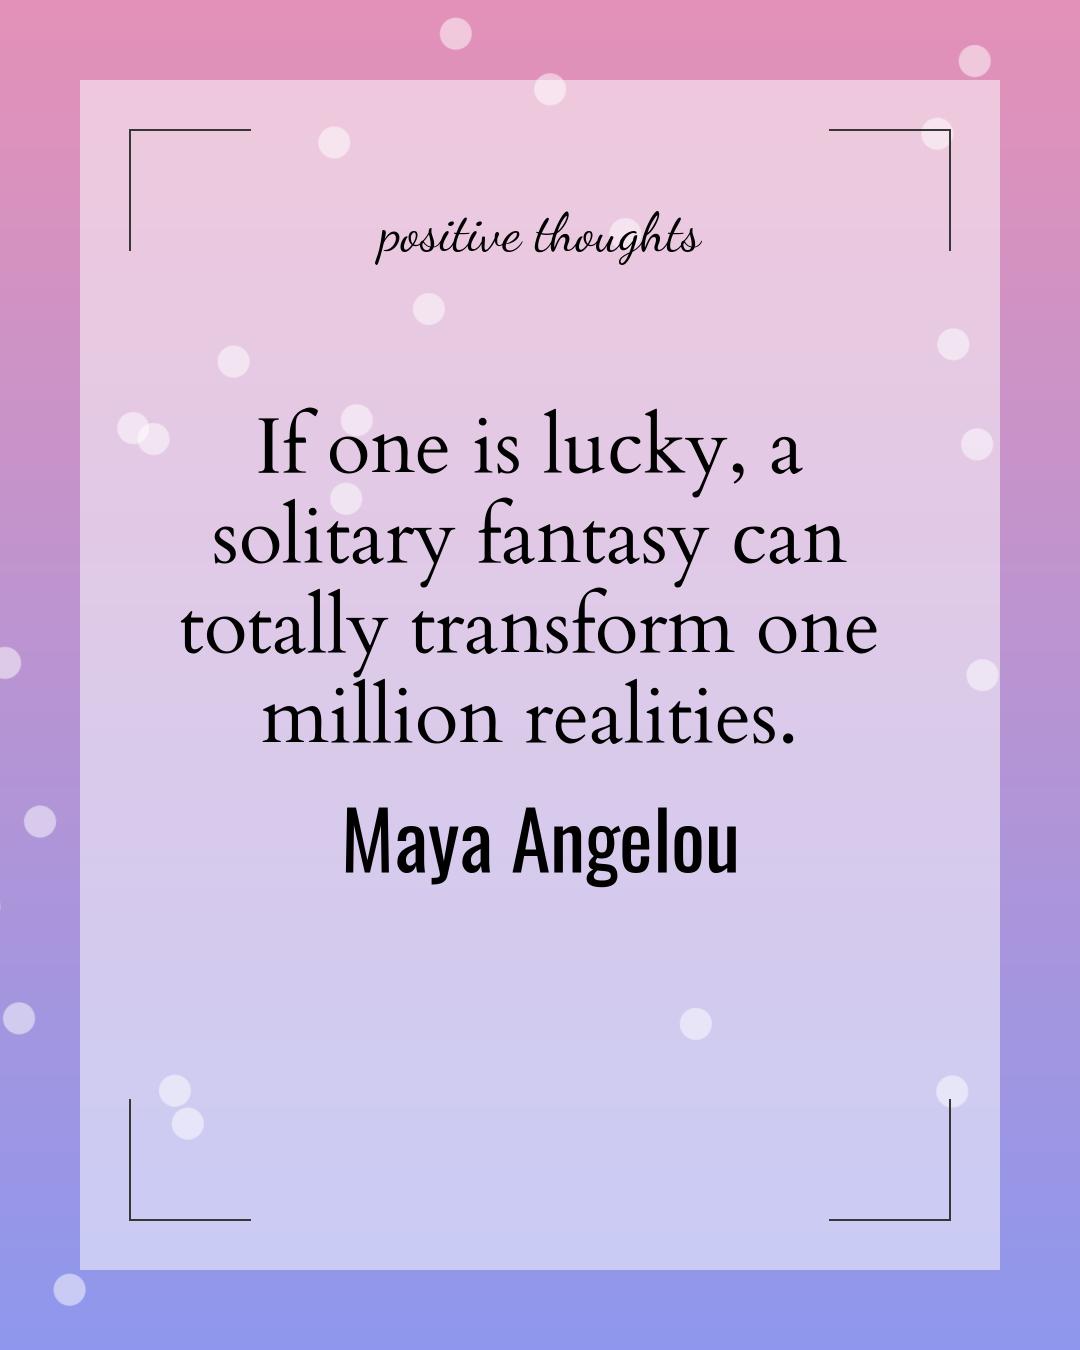 positive thoughts
If one is lucky, a
solitary fantasy can
totally transform one
million realities.
Maya Angelou